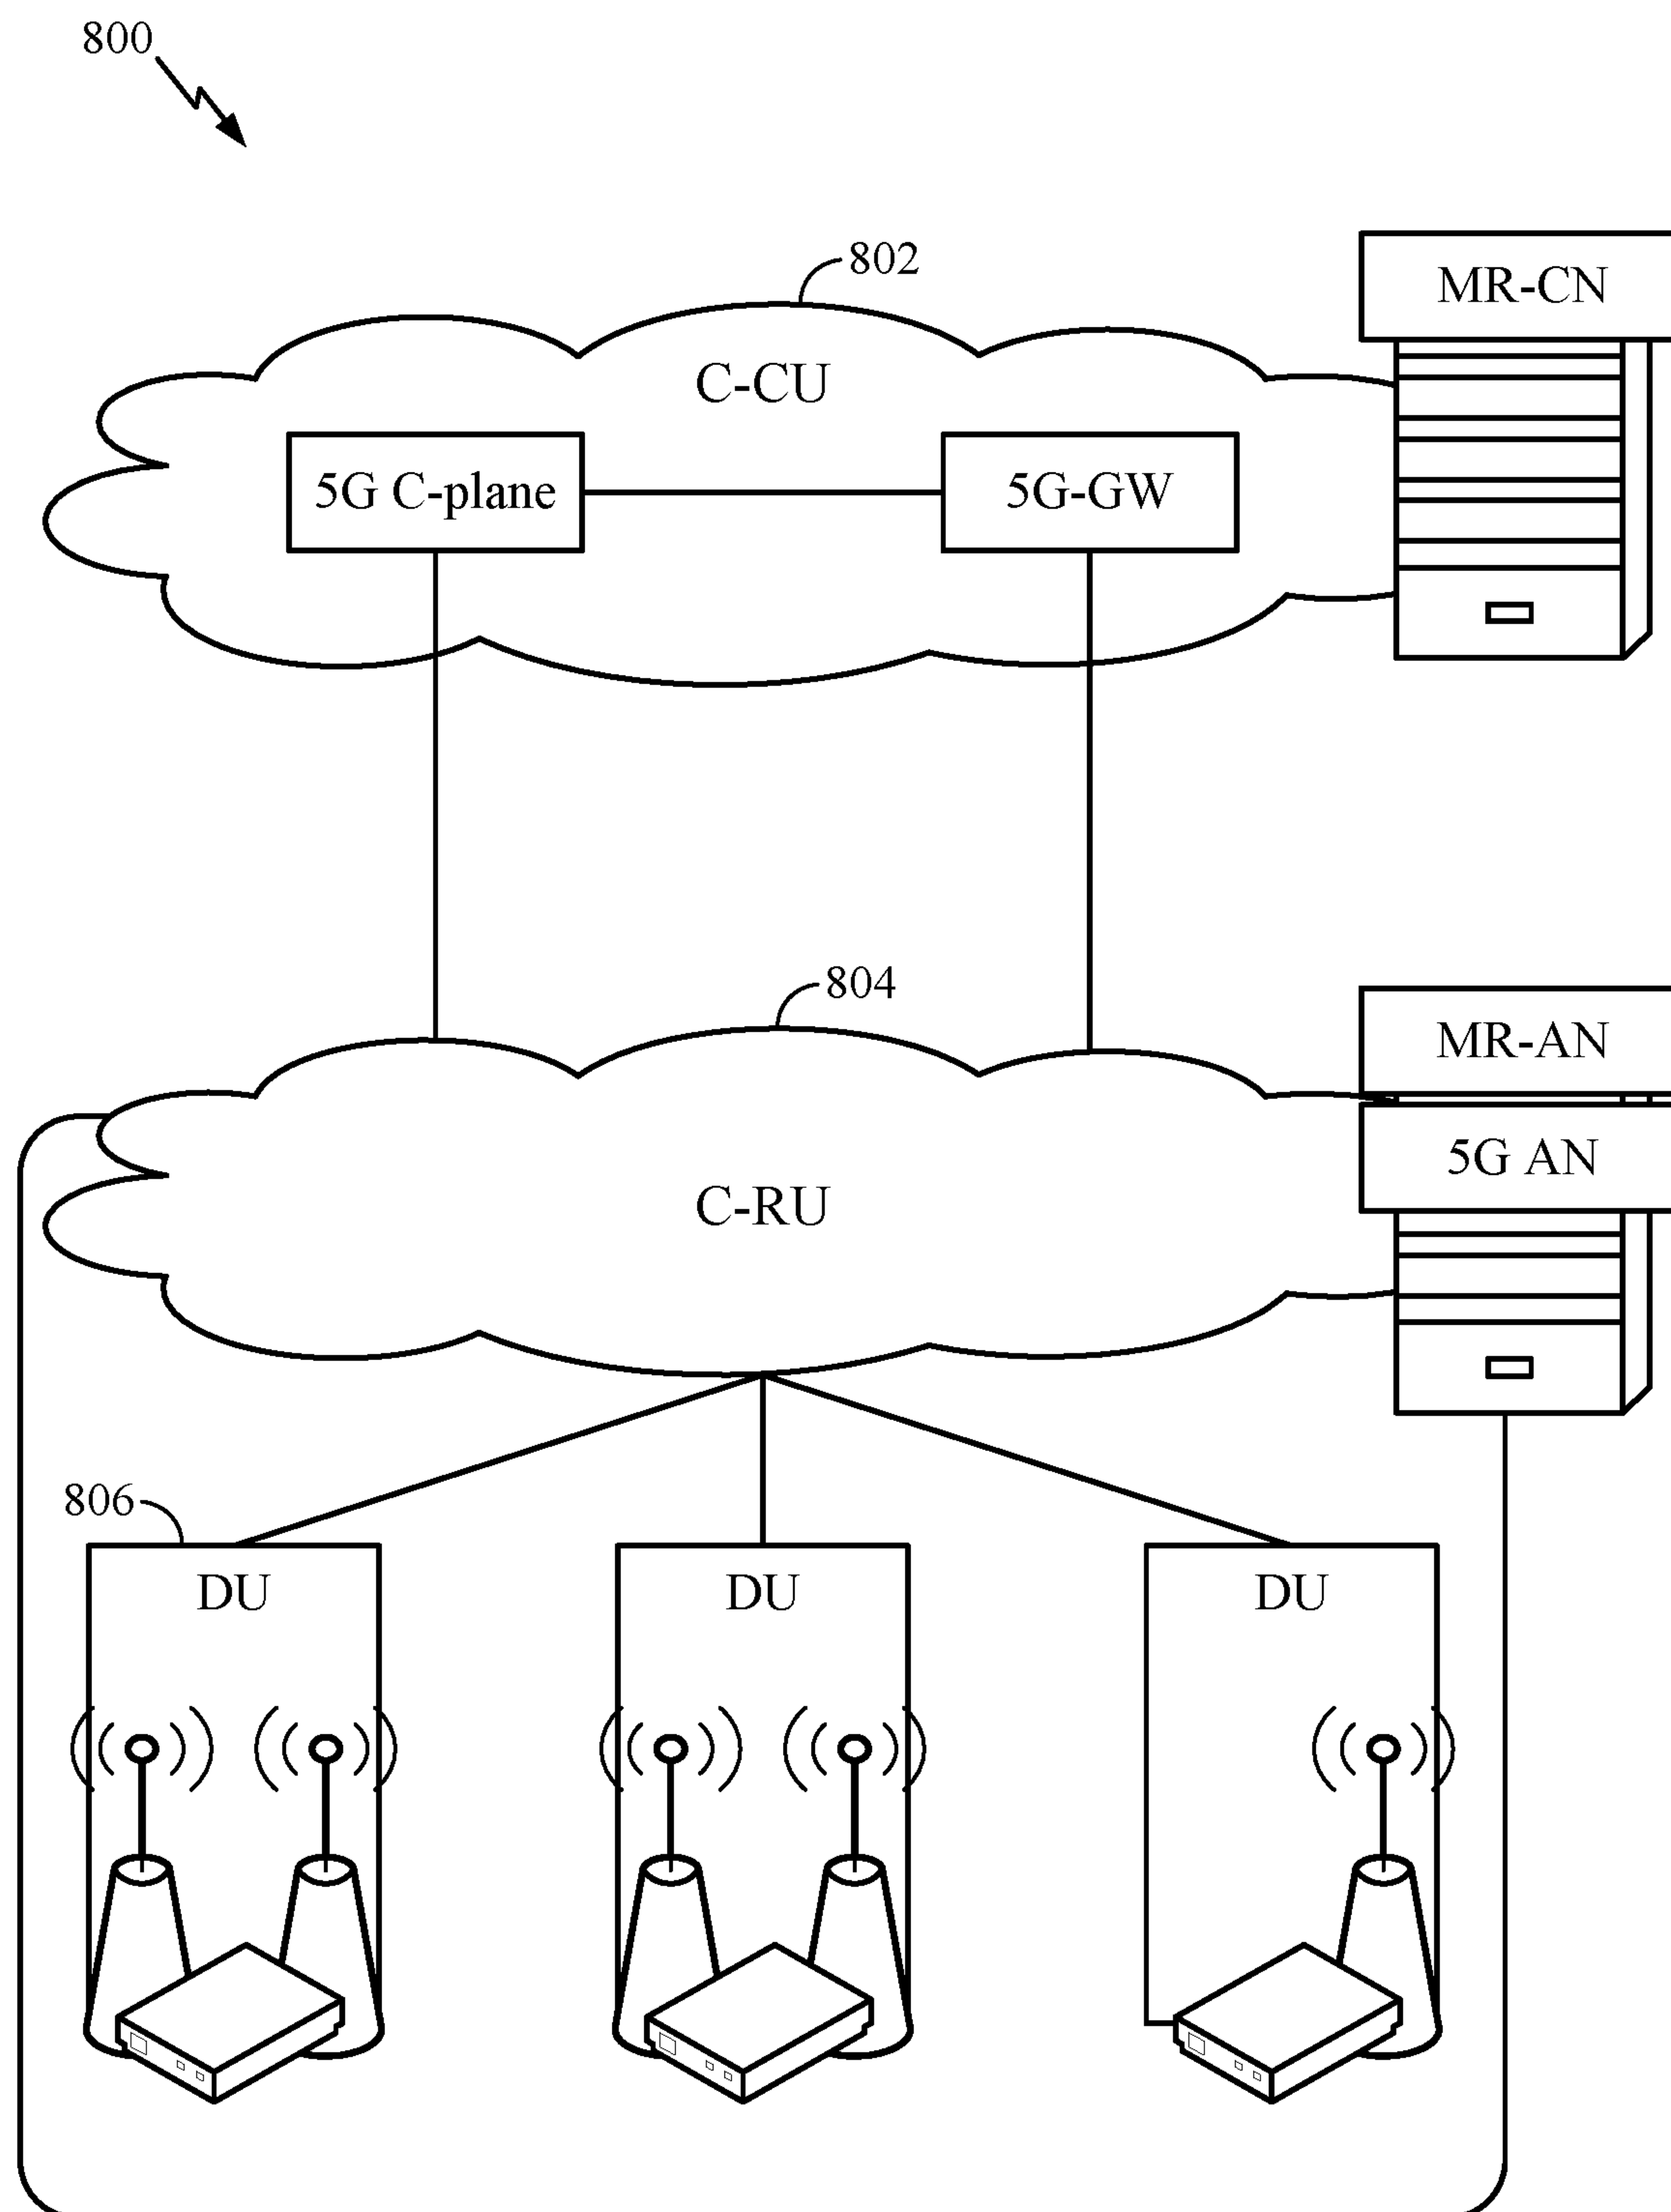 800
802
MR-CN
C-CU
5G C-plane
5G-GW
804
MR-AN
5G AN
C-RU
806
DU
DU
DU